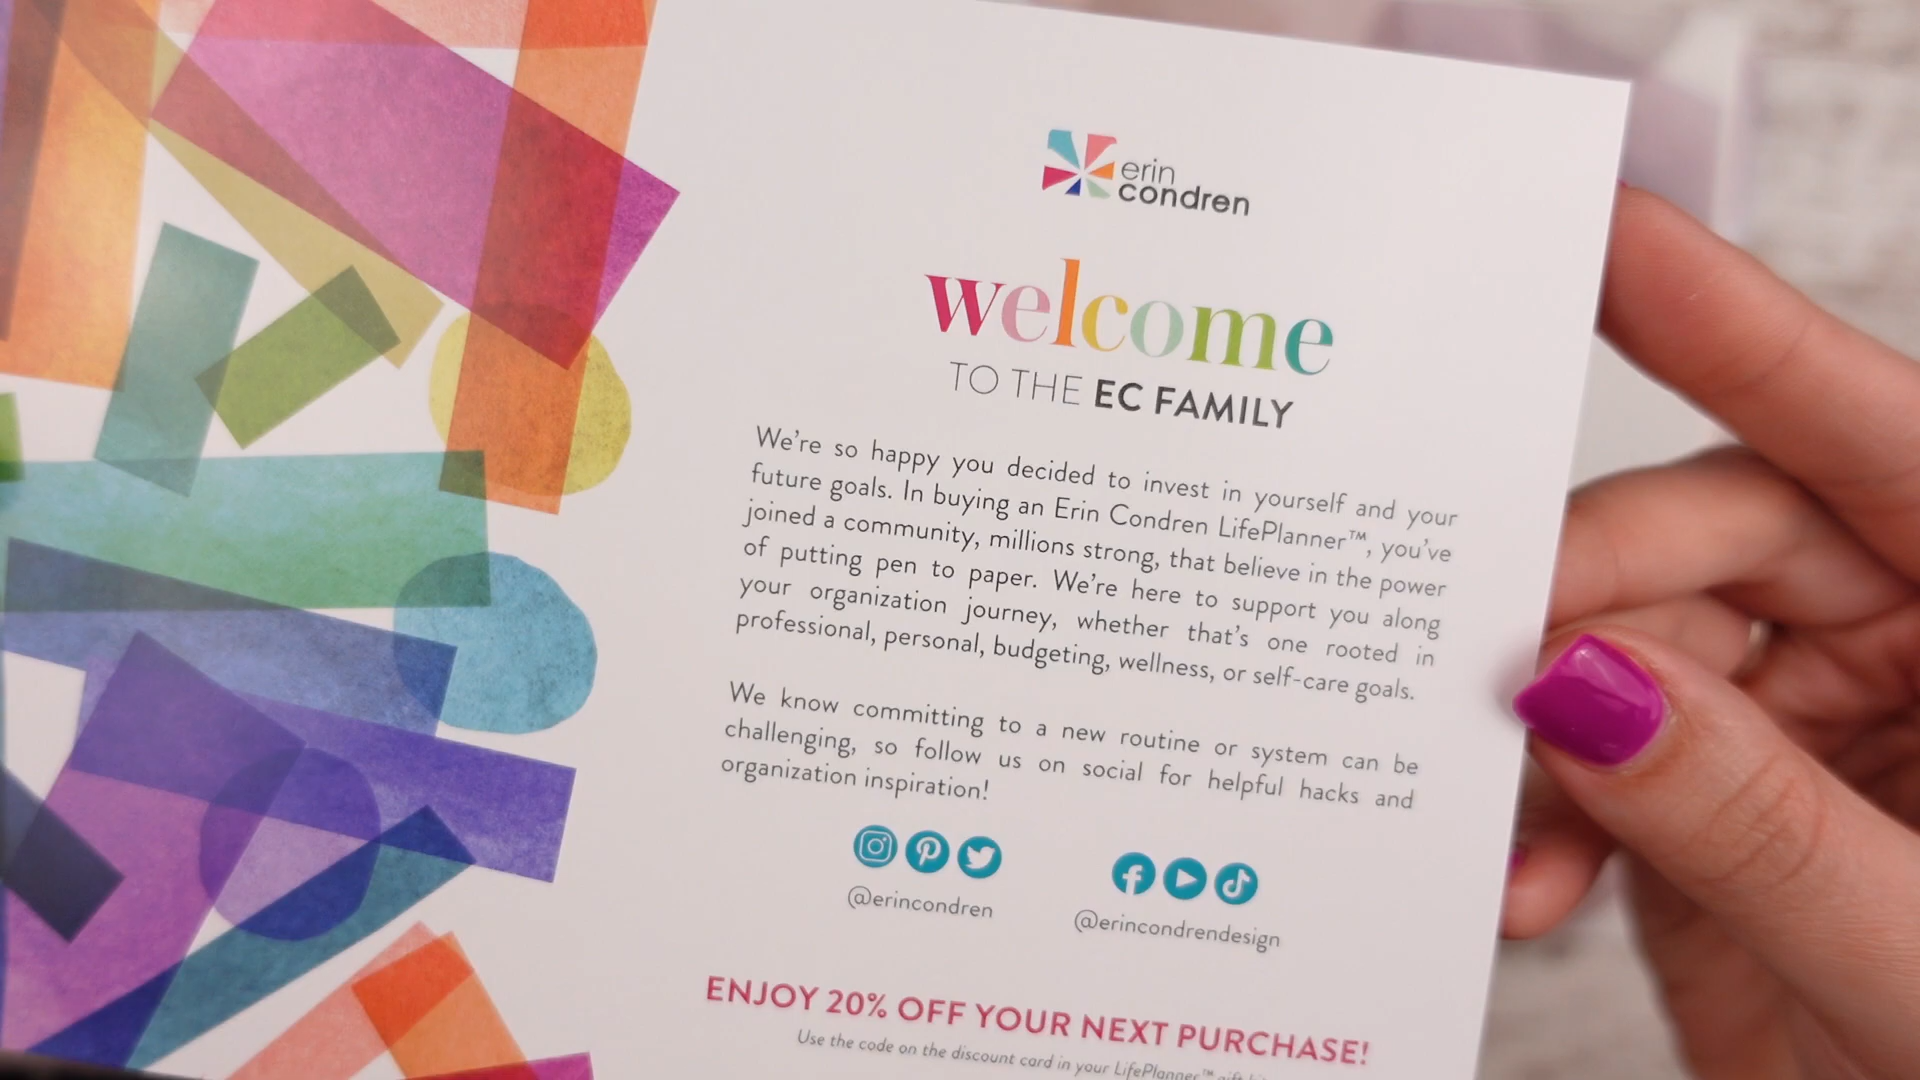 erin
condren
welcome
TO THE EC FAMILY
We're so happy you decided to invest in yourself and your
future goals. In buying an Erin Condren LifePlanner™, you've
joined a community, millions strong, that believe in the power
of putting pen to paper. We're here to support you along
your organization journey, whether that's one rooted in
professional, personal, budgeting, wellness, or self-care goals.
We know committing to a new routine or system can be
challenging, so follow us on social for helpful hacks and
organization inspiration!
@erincondren
@erincondrendesign
ENJOY 20% OFF YOUR NEXT PURCHASE!
Use the code on the discount card in your LifePlanner™